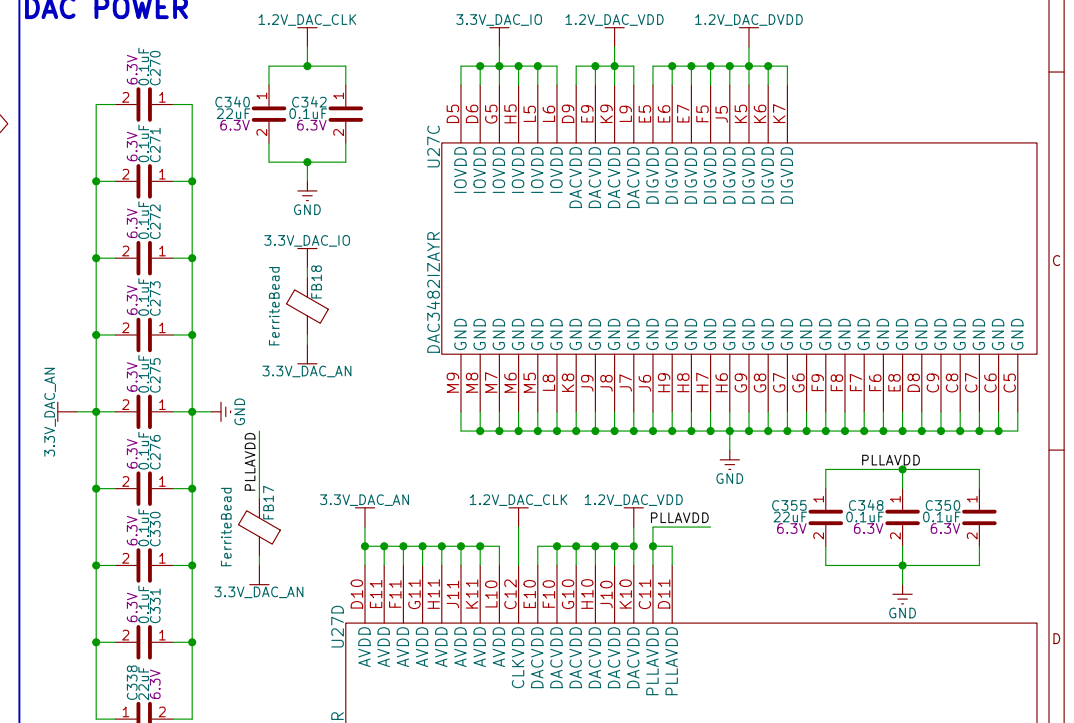 DAC POWER
1.2V_DAC_CLK
3.3V_DAC_IO
1.2V_DAC_VDD
1.2V_DAC_DVDD
6.3V
0.1uF
C270
2 1
6.3V
0.1uF
C271
2 1
6.3V
0.1uF
C272
2 1
6.3V
0.1uF
C273
2 1
6.3V
0.1uF
C275
2 1
6.3V
0.1uF
C276
2 1
6.3V
0.1uF
C330
2 1
6.3V
0.1uF
C331
2 1
C338
22uF
6.3V
1 2
3.3V_DAC_AN
GND
C340
22uF
6.3V
1
2
C342
0.1uF
6.3V
1
2
GND
3.3V_DAC_IO
FerriteBead
FB18
3.3V_DAC_AN
PLLAVDD
FerriteBead
FB17
3.3V_DAC_AN
U27C
DAC3482IZAYR
D5 D6 G5 H5 L5 L6 D9 E9 K9 L9 E5 E6 E7 F5 J5 K5 K6 K7
IOVDD IOVDD IOVDD IOVDD IOVDD IOVDD DACVDD DACVDD DACVDD DACVDD DIGVDD DIGVDD DIGVDD DIGVDD DIGVDD DIGVDD DIGVDD DIGVDD
GND GND GND GND GND GND GND GND GND GND GND GND GND GND GND GND GND GND GND GND GND GND GND GND GND GND GND GND GND GND
M9 M8 M7 M6 M5 L8 K8 J9 J8 J7 J6 H9 H8 H7 H6 G9 G8 G7 G6 F9 F8 F7 F6 E8 D8 C9 C8 C7 C6 C5
GND
C
PLLAVDD
C355
22uF
6.3V
1
2
C348
0.1uF
6.3V
1
2
C350
0.1uF
6.3V
1
2
GND
3.3V_DAC_AN
1.2V_DAC_CLK
1.2V_DAC_VDD
PLLAVDD
U27D
D10 E11 F11 G11 H11 J11 K11 L10 C12 E10 F10 G10 H10 J10 K10 C11 D11
AVDD AVDD AVDD AVDD AVDD AVDD AVDD AVDD CLKVDD DACVDD DACVDD DACVDD DACVDD DACVDD DACVDD PLLAVDD PLLAVDD
R
D